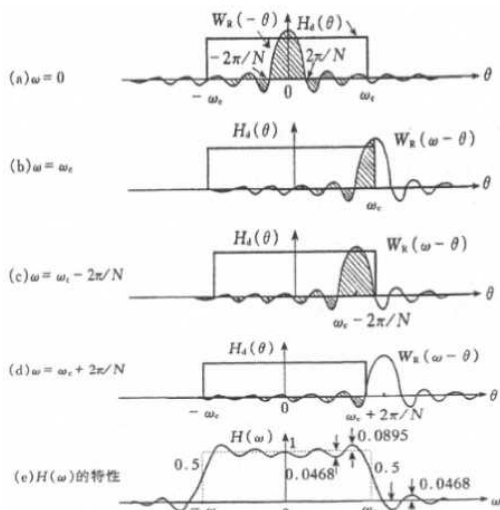 W_R(-θ) H_d(θ)
-2π/N 2π/N
(a)ω=0
-ω_c 0 ω_c θ
H_d(θ) W_R(ω-θ)
(b)ω=ω_c
ω_c θ
H_d(θ) W_R(ω-θ)
(c)ω=ω_c-2π/N
ω_c-2π/N θ
H_d(θ) W_R(ω-θ)
(d)ω=ω_c+2π/N
-ω_c 0 ω_c+2π/N θ
H(ω) 1 0.0895
0.5 0.0468 0.5 0.0468
(e)H(ω)的特性
ω